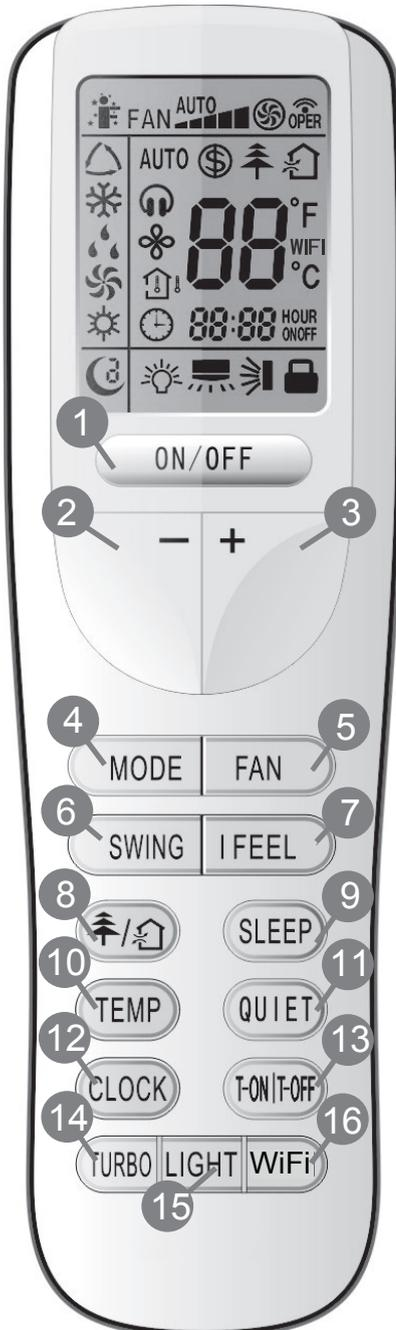 FAN AUTO OPER
AUTO
88 °F
WIFI
°C
88:88 HOUR
ONOFF
1
ON/OFF
2 - + 3
4 5
MODE FAN
6 7
SWING I FEEL
8 9
/ SLEEP
10 11
TEMP QUIET
12 13
CLOCK T-ON|T-OFF
14 16
TURBO LIGHT WiFi
15